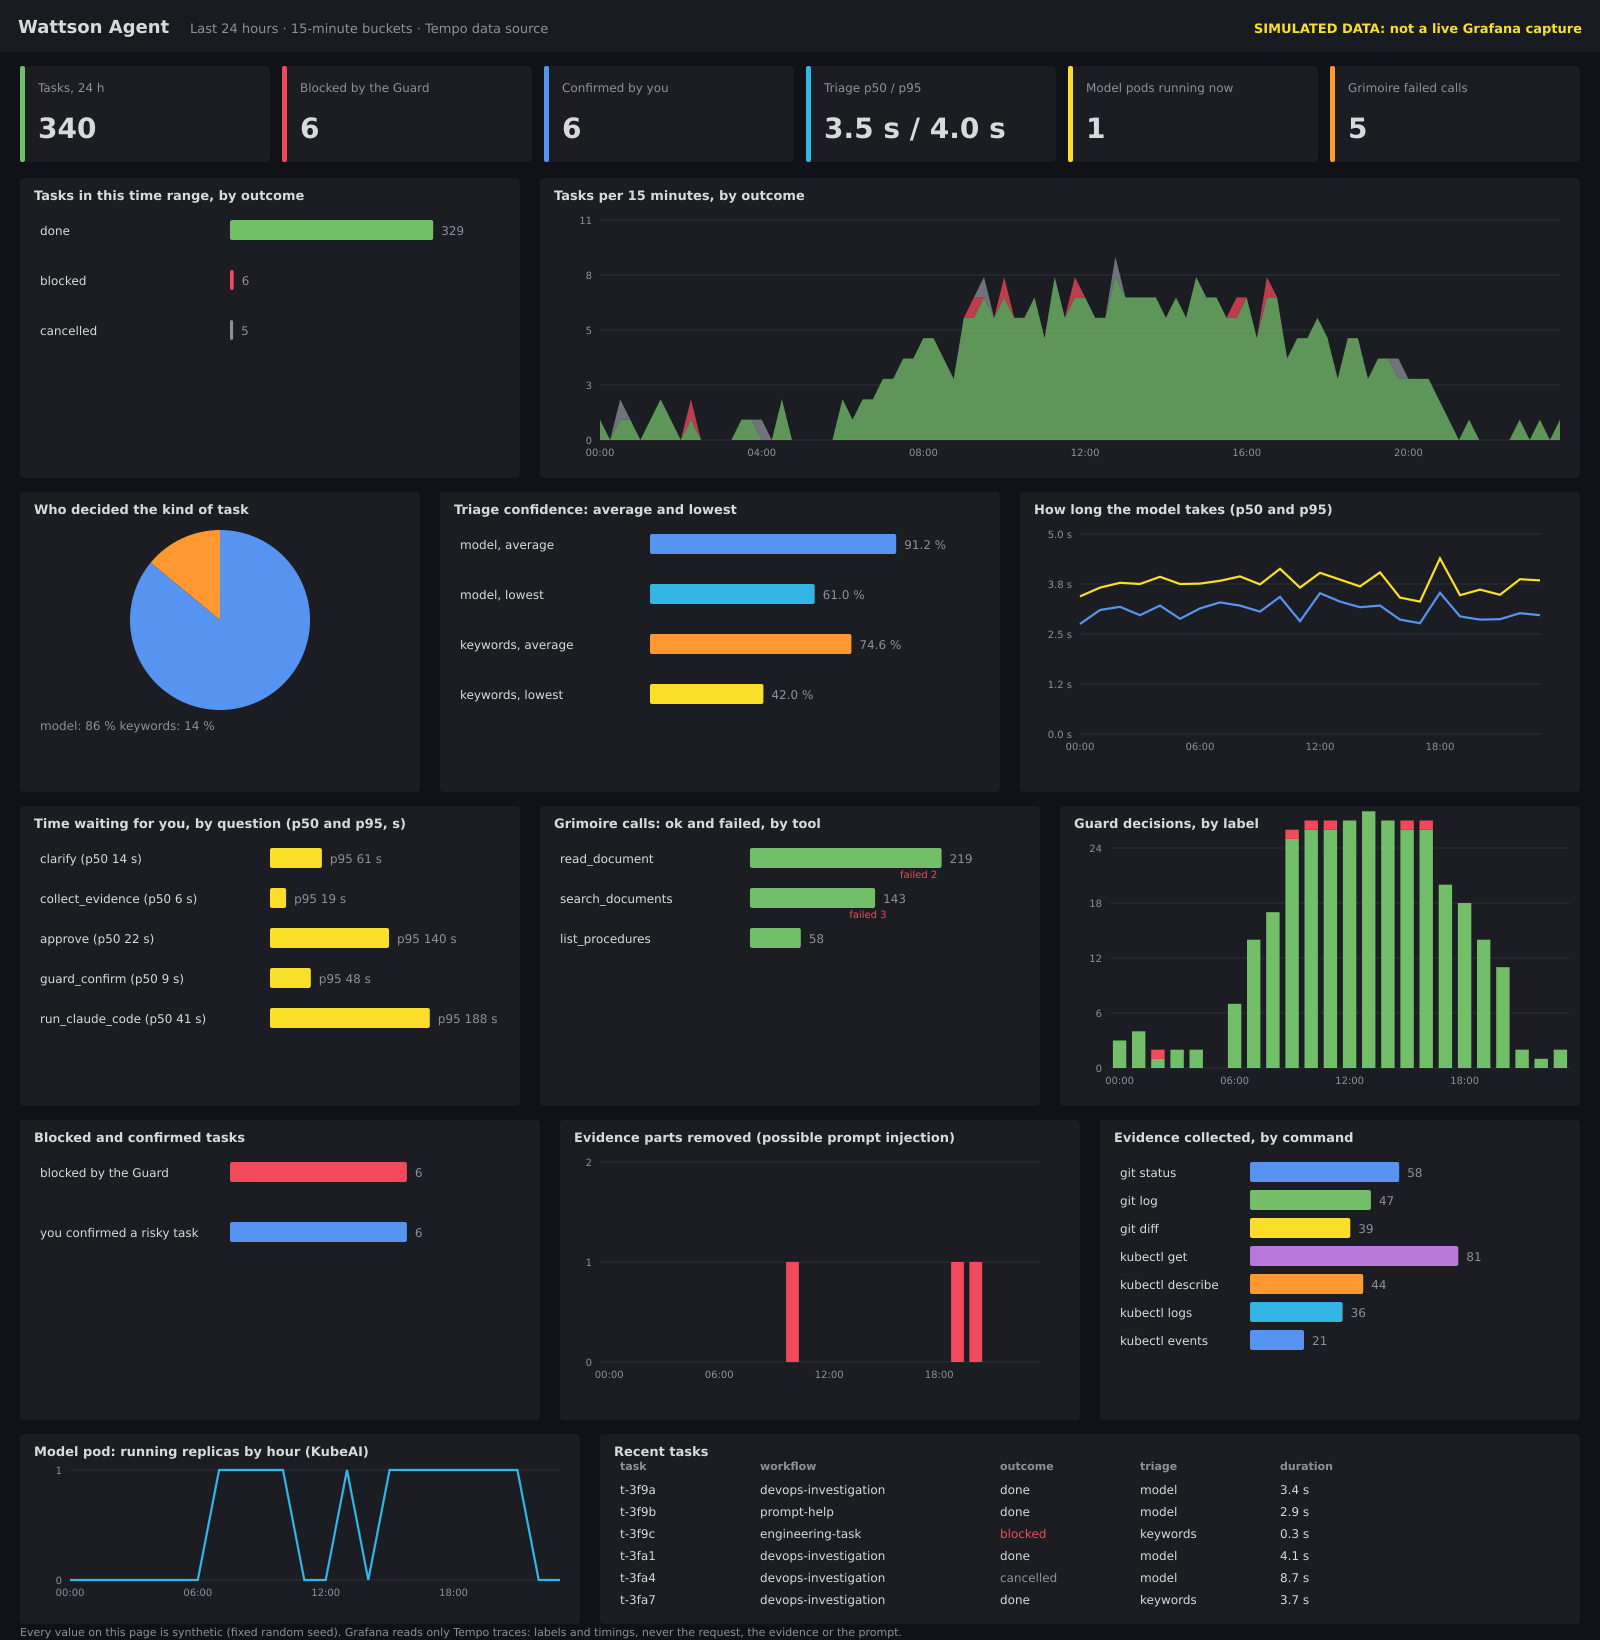 Wattson Agent Last 24 hours · 15-minute buckets · Tempo data source SIMULATED DATA: not a live Grafana capture
Tasks, 24 h
340
Blocked by the Guard
6
Confirmed by you
6
Triage p50 / p95
3.5 s / 4.0 s
Model pods running now
1
Grimoire failed calls
5
Tasks in this time range, by outcome
done 329
blocked 6
cancelled 5
Tasks per 15 minutes, by outcome
11
8
5
3
0
00:00 04:00 08:00 12:00 16:00 20:00
Who decided the kind of task
model: 86 % keywords: 14 %
Triage confidence: average and lowest
model, average 91.2 %
model, lowest 61.0 %
keywords, average 74.6 %
keywords, lowest 42.0 %
How long the model takes (p50 and p95)
5.0 s
3.8 s
2.5 s
1.2 s
0.0 s
00:00 06:00 12:00 18:00
Time waiting for you, by question (p50 and p95, s)
clarify (p50 14 s) p95 61 s
collect_evidence (p50 6 s) p95 19 s
approve (p50 22 s) p95 140 s
guard_confirm (p50 9 s) p95 48 s
run_claude_code (p50 41 s) p95 188 s
Grimoire calls: ok and failed, by tool
read_document 219
failed 2
search_documents 143
failed 3
list_procedures 58
Guard decisions, by label
24
18
12
6
0
00:00 06:00 12:00 18:00
Blocked and confirmed tasks
blocked by the Guard 6
you confirmed a risky task 6
Evidence parts removed (possible prompt injection)
2
1
0
00:00 06:00 12:00 18:00
Evidence collected, by command
git status 58
git log 47
git diff 39
kubectl get 81
kubectl describe 44
kubectl logs 36
kubectl events 21
Model pod: running replicas by hour (KubeAI)
1
0
00:00 06:00 12:00 18:00
Recent tasks
task workflow outcome triage duration
t-3f9a devops-investigation done model 3.4 s
t-3f9b prompt-help done model 2.9 s
t-3f9c engineering-task blocked keywords 0.3 s
t-3fa1 devops-investigation done model 4.1 s
t-3fa4 devops-investigation cancelled model 8.7 s
t-3fa7 devops-investigation done keywords 3.7 s
Every value on this page is synthetic (fixed random seed). Grafana reads only Tempo traces: labels and timings, never the request, the evidence or the prompt.